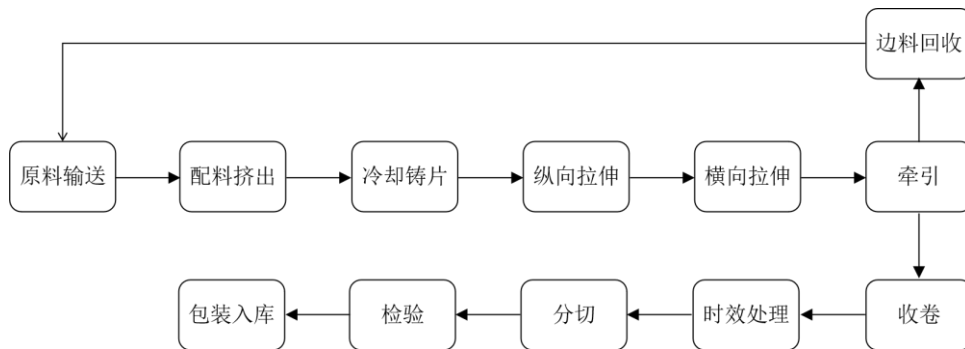 边料回收
原料输送
配料挤出
冷却铸片
纵向拉伸
横向拉伸
牵引
包装入库
检验
分切
时效处理
收卷